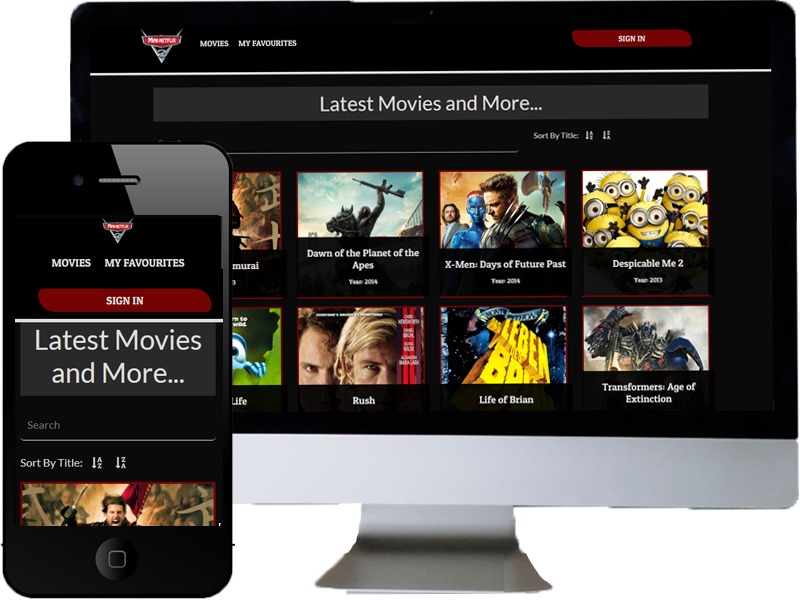 MINI-NETFLIX
MOVIES MY FAVOURITES
SIGN IN
Latest Movies and More...
Sort By Title: A Z Z A
murai
Dawn of the Planet of the
Apes
Year: 2014
X-Men: Days of Future Past
Year: 2014
Despicable Me 2
Year: 2013
Life
Rush
LEBEN
BRIAN
Life of Brian
Transformers: Age of
Extinction
MINI-NETFLIX
MOVIES MY FAVOURITES
SIGN IN
Latest Movies
and More...
Search
Sort By Title: A Z Z A